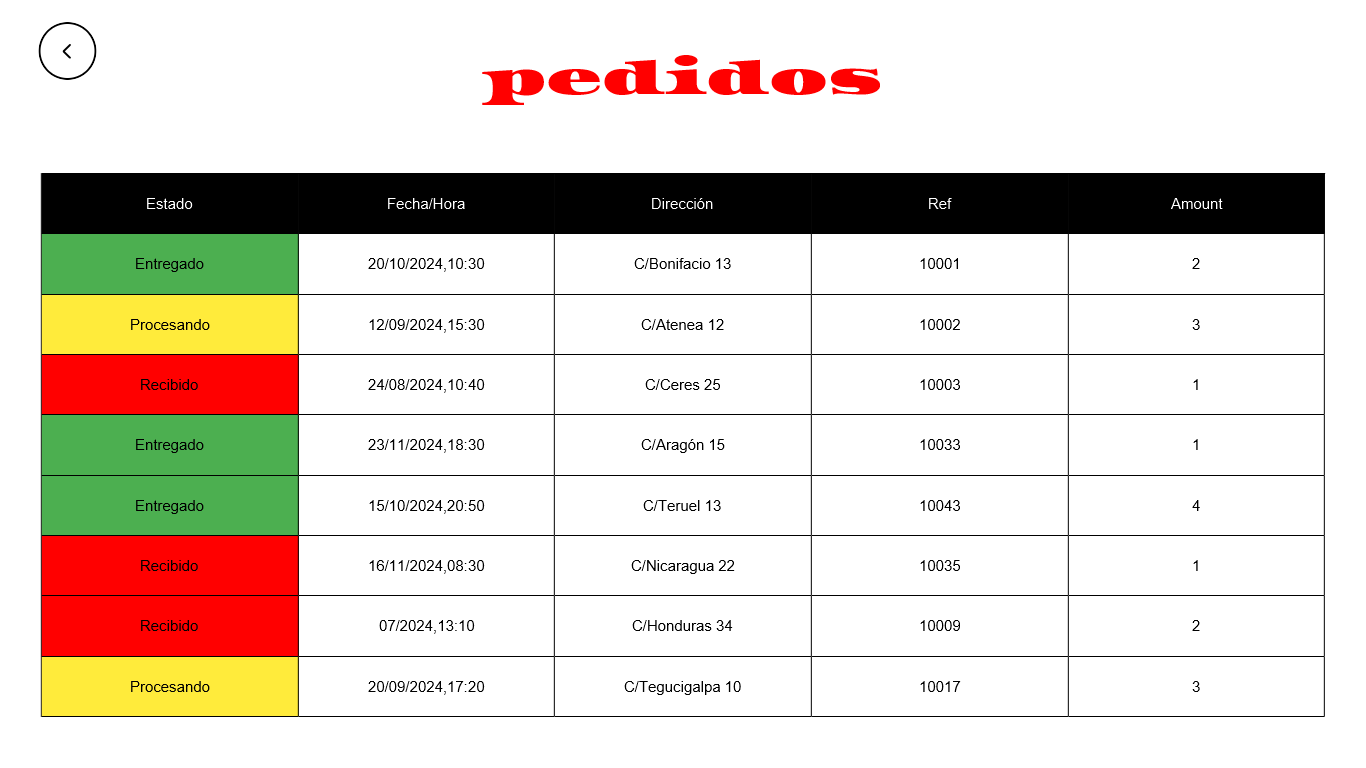 pedidos
Estado Fecha/Hora Dirección Ref Amount
Entregado 20/10/2024,10:30 C/Bonifacio 13 10001 2
Procesando 12/09/2024,15:30 C/Atenea 12 10002 3
Recibido 24/08/2024,10:40 C/Ceres 25 10003 1
Entregado 23/11/2024,18:30 C/Aragón 15 10033 1
Entregado 15/10/2024,20:50 C/Teruel 13 10043 4
Recibido 16/11/2024,08:30 C/Nicaragua 22 10035 1
Recibido 07/2024,13:10 C/Honduras 34 10009 2
Procesando 20/09/2024,17:20 C/Tegucigalpa 10 10017 3